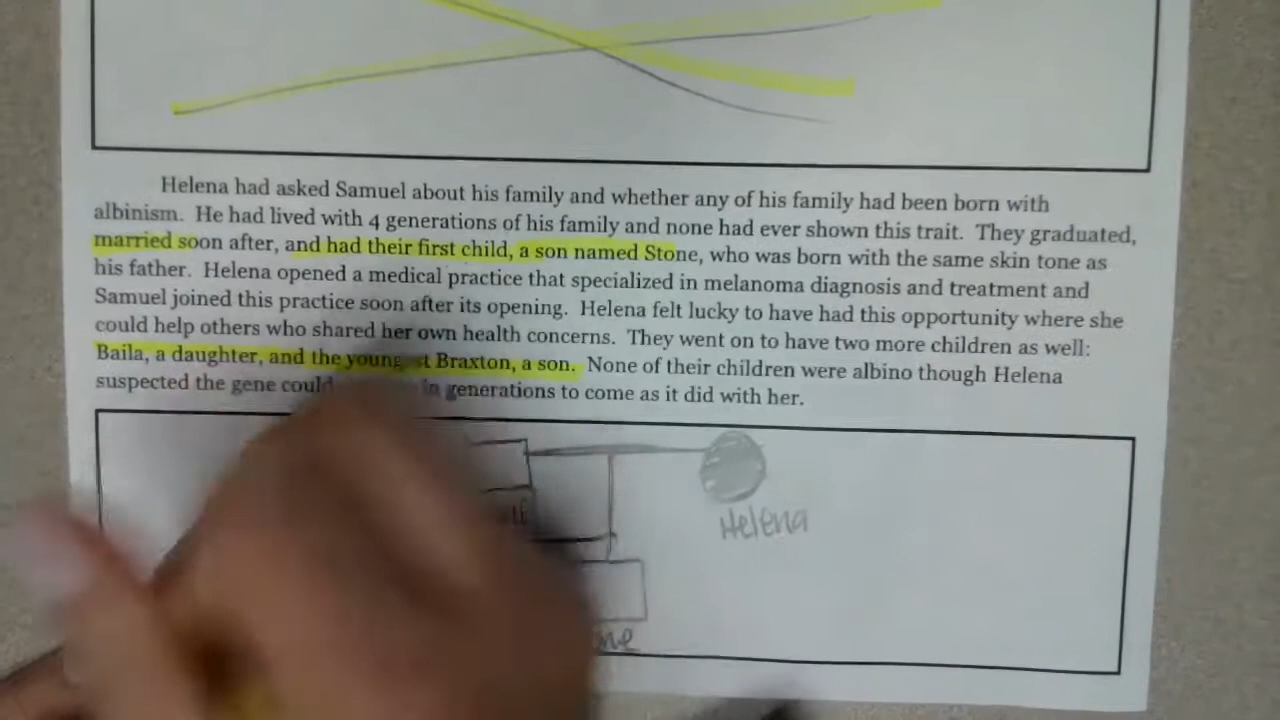 Helena had asked Samuel about his family and whether any of his family had been born with
albinism. He had lived with 4 generations of his family and none had ever shown this trait. They graduated,
married soon after, and had their first child, a son named Stone, who was born with the same skin tone as
his father. Helena opened a medical practice that specialized in melanoma diagnosis and treatment and
Samuel joined this practice soon after its opening. Helena felt lucky to have had this opportunity where she
could help others who shared her own health concerns. They went on to have two more children as well:
Baila, a daughter, and the youngest Braxton, a son. None of their children were albino though Helena
suspected the gene could in generations to come as it did with her.
Helena